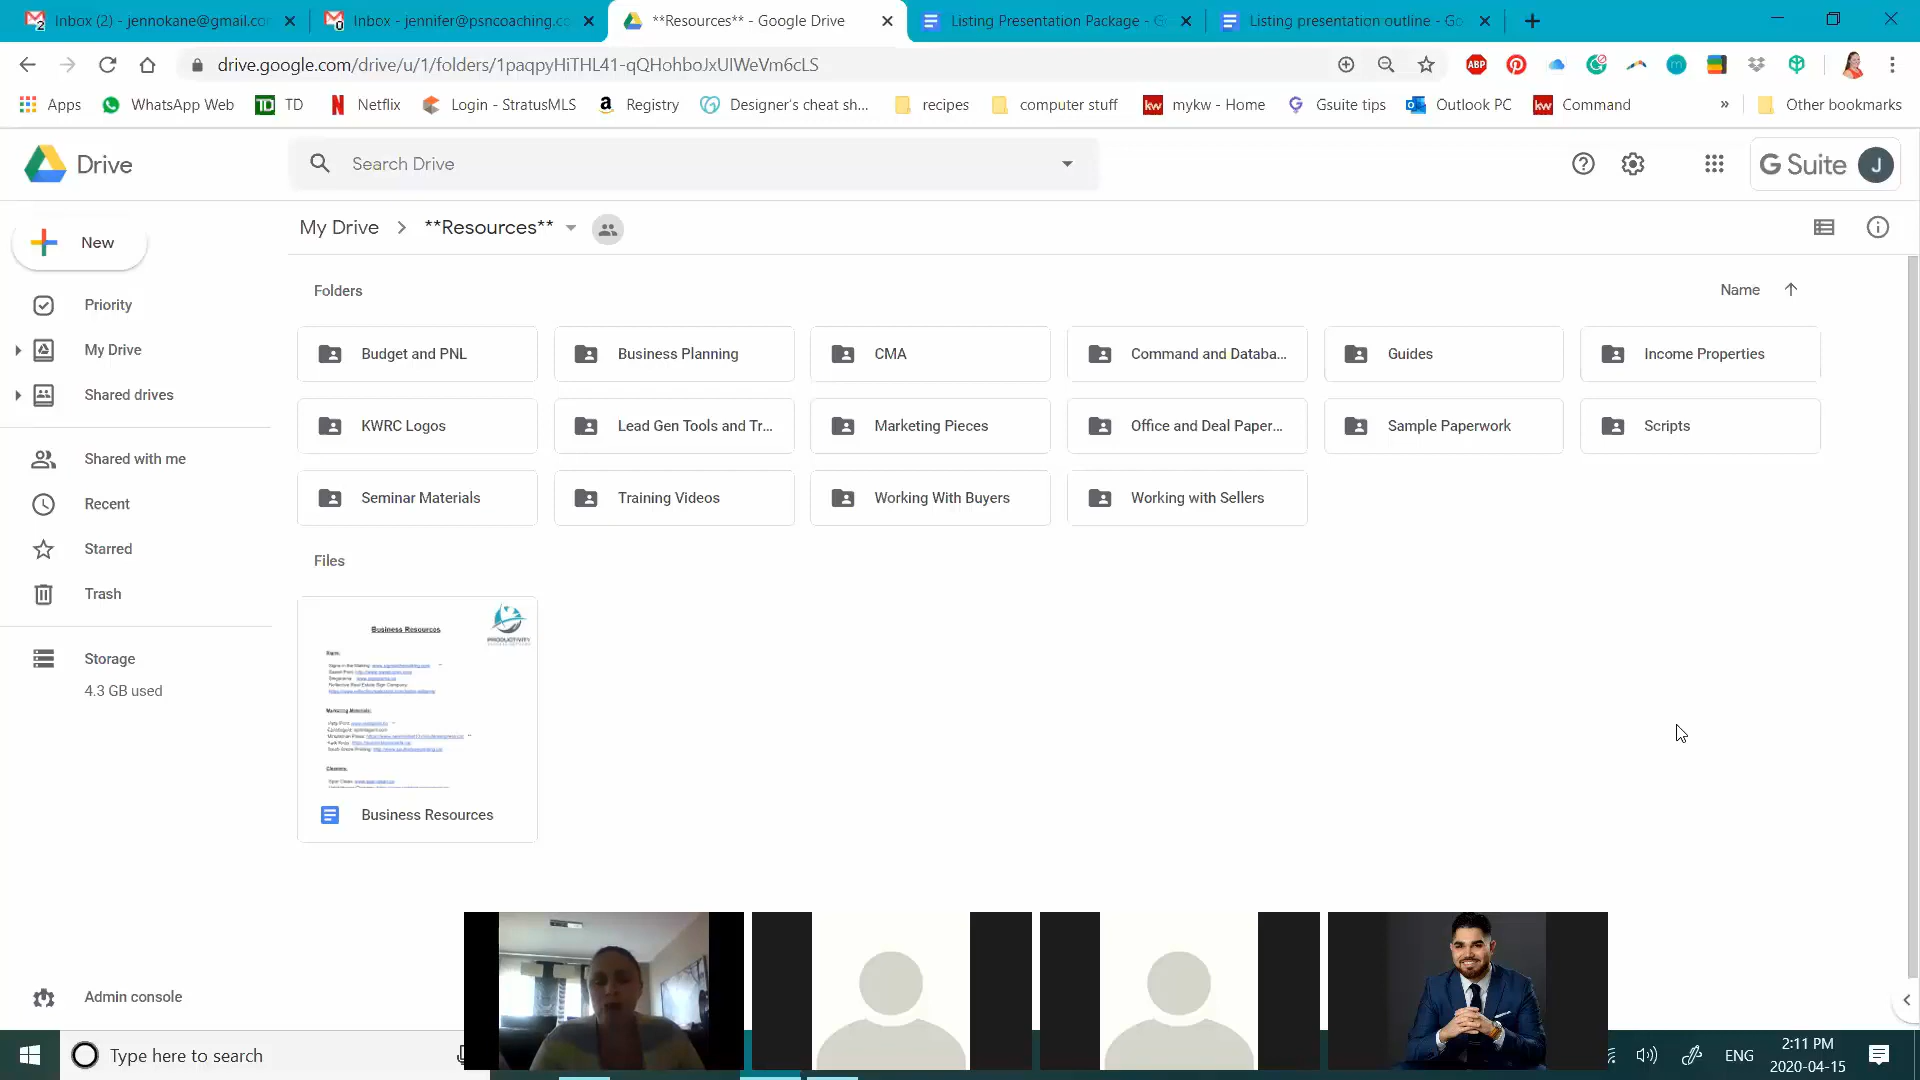 Inbox (2) - jennokane@gmail.co
Inbox - jennifer@psncoaching.co
**Resources** - Google Drive
Listing Presentation Package - G
Listing presentation outline - Go
drive.google.com/drive/u/1/folders/1paqpyHiTHL41-qQHohboJxUIWeVm6cLS
Apps
WhatsApp Web
TD
Netflix
Login - StratusMLS
Registry
Designer's cheat sh...
recipes
computer stuff
mykw - Home
Gsuite tips
Outlook PC
Command
Other bookmarks
Drive
Search Drive
G Suite
J
My Drive
**Resources**
New
Folders
Name
Priority
My Drive
Shared drives
Shared with me
Recent
Starred
Trash
Storage
4.3 GB used
Budget and PNL
Business Planning
CMA
Command and Databa...
Guides
Income Properties
KWRC Logos
Lead Gen Tools and Tr...
Marketing Pieces
Office and Deal Paper...
Sample Paperwork
Scripts
Seminar Materials
Training Videos
Working With Buyers
Working with Sellers
Files
Business Resources
PRODUCTIVITY
Marketing Materials:
Business Resources
Admin console
Type here to search
ENG
2:11 PM
2020-04-15